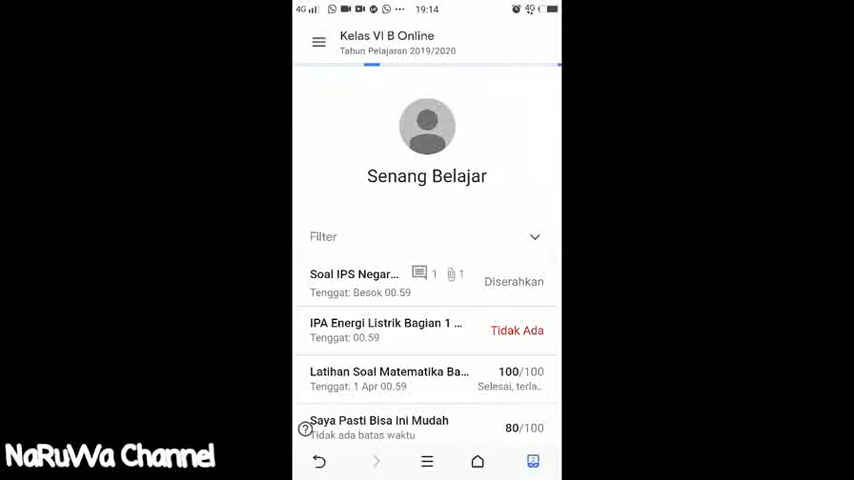 4G 19:14 4G
Kelas VI B Online
Tahun Pelajaran 2019/2020
Senang Belajar
Filter
Soal IPS Negar... 1 1
Diserahkan
Tenggat: Besok 00.59
IPA Energi Listrik Bagian 1 ...
Tidak Ada
Tenggat: 00.59
Latihan Soal Matematika Ba...
100/100
Tenggat: 1 Apr 00.59
Selesai, terla..
Saya Pasti Bisa Ini Mudah
80/100
Tidak ada batas waktu
NaRuWa Channel